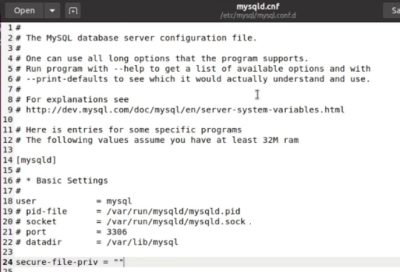 Open
mysqld.cnf
/etc/mysql/mysql.conf.d
Sa
1 #
2 # The MySQL database server configuration file.
3 #
4 # One can use all long options that the program supports.
5 # Run program with --help to get a list of available options and with
6 # --print-defaults to see which it would actually understand and use.
7 #
8 # For explanations see
9 # http://dev.mysql.com/doc/mysql/en/server-system-variables.html
10
11 # Here is entries for some specific programs
12 # The following values assume you have at least 32M ram
13
14 [mysqld]
15 #
16 # * Basic Settings
17 #
18 user = mysql
19 # pid-file = /var/run/mysqld/mysqld.pid
20 # socket = /var/run/mysqld/mysqld.sock .
21 # port = 3306
22 # datadir = /var/lib/mysql
23
24 secure-file-priv = ""
25